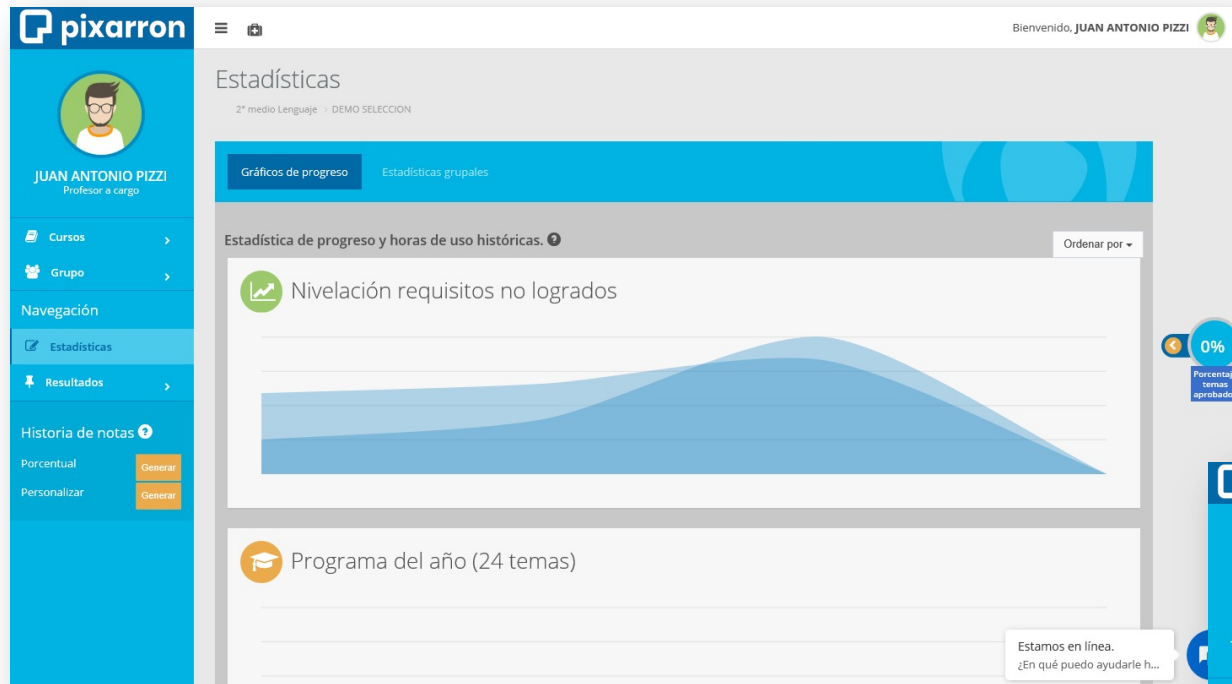 pixarron
Bienvenido, JUAN ANTONIO PIZZI
JUAN ANTONIO PIZZI
Profesor a cargo
Cursos
Grupo
Navegación
Estadísticas
Resultados
Historia de notas
Porcentual Generar
Personalizar Generar
Estadísticas
2° medio Lenguaje > DEMO SELECCION
Gráficos de progreso Estadísticas grupales
Estadística de progreso y horas de uso históricas.
Ordenar por
Nivelación requisitos no logrados
Programa del año (24 temas)
0%
Porcentaj
temas
aprobado
Estamos en línea.
¿En qué puedo ayudarle h...